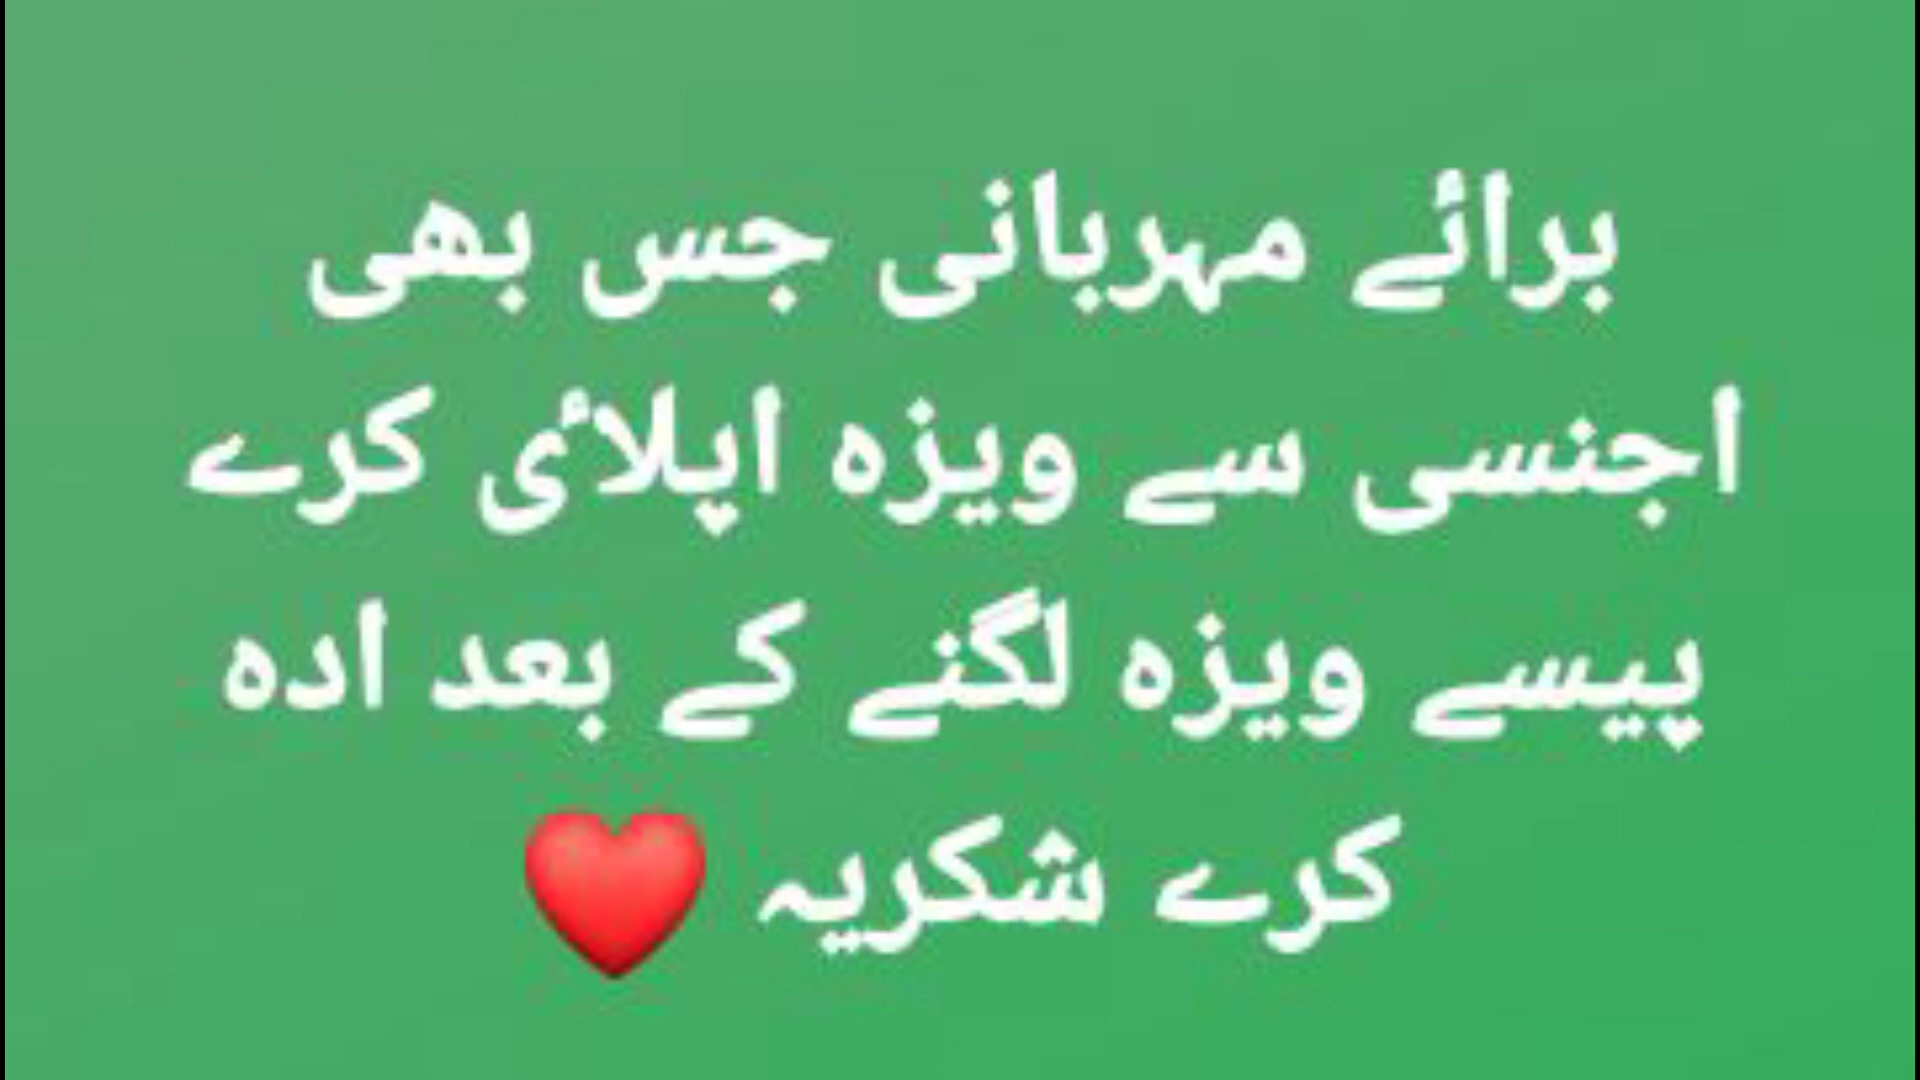 برائے مہربانی جس بھی
اجنسی سے ویزہ اپلائی کرے
پیسے ویزہ لگنے کے بعد ادہ
کرے شکریہ ❤️